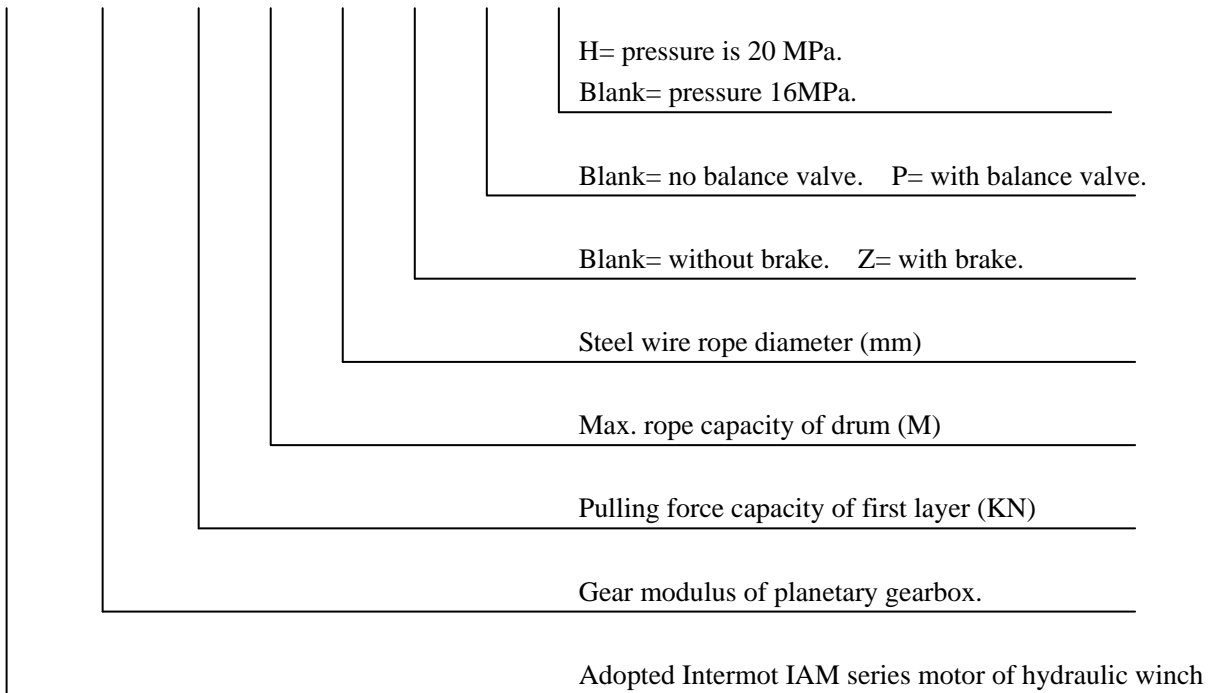 H= pressure is 20 MPa.
Blank= pressure 16MPa.
Blank= no balance valve. P= with balance valve.
Blank= without brake. Z= with brake.
Steel wire rope diameter (mm)
Max. rope capacity of drum (M)
Pulling force capacity of first layer (KN)
Gear modulus of planetary gearbox.
Adopted Intermot IAM series motor of hydraulic winch